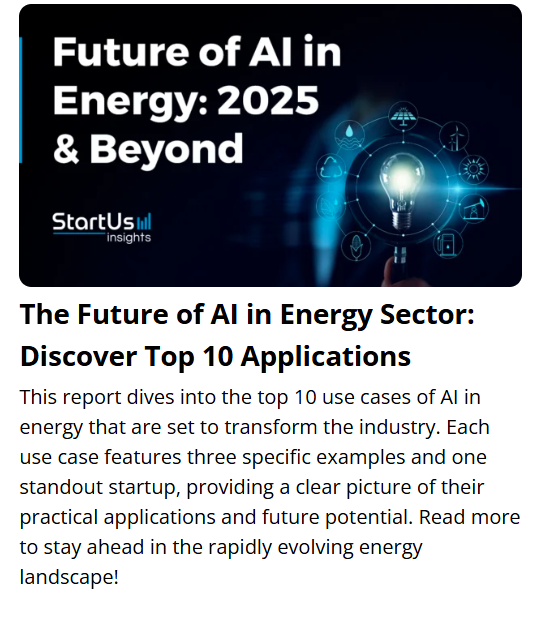 Future of AI in
Energy: 2025
& Beyond
StartUs
insights
The Future of AI in Energy Sector:
Discover Top 10 Applications
This report dives into the top 10 use cases of AI in
energy that are set to transform the industry. Each
use case features three specific examples and one
standout startup, providing a clear picture of their
practical applications and future potential. Read more
to stay ahead in the rapidly evolving energy
landscape!